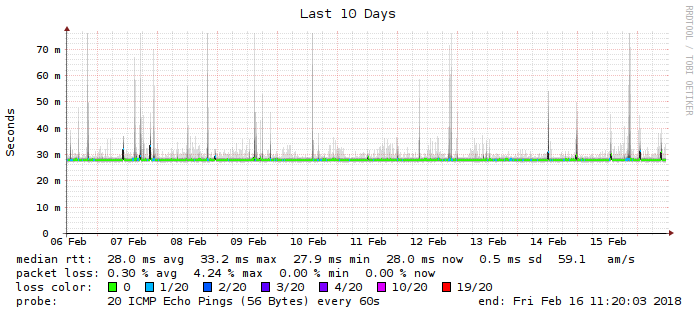 Last 10 Days
RRDTOOL / TOBI OETIKER
Seconds
70 m
60 m
50 m
40 m
30 m
20 m
10 m
0
06 Feb 07 Feb 08 Feb 09 Feb 10 Feb 11 Feb 12 Feb 13 Feb 14 Feb 15 Feb
median rtt: 28.0 ms avg 33.2 ms max 27.9 ms min 28.0 ms now 0.5 ms sd 59.1 am/s
packet loss: 0.30 % avg 4.24 % max 0.00 % min 0.00 % now
loss color: 0 1/20 2/20 3/20 4/20 10/20 19/20
probe: 20 ICMP Echo Pings (56 Bytes) every 60s end: Fri Feb 16 11:20:03 2018